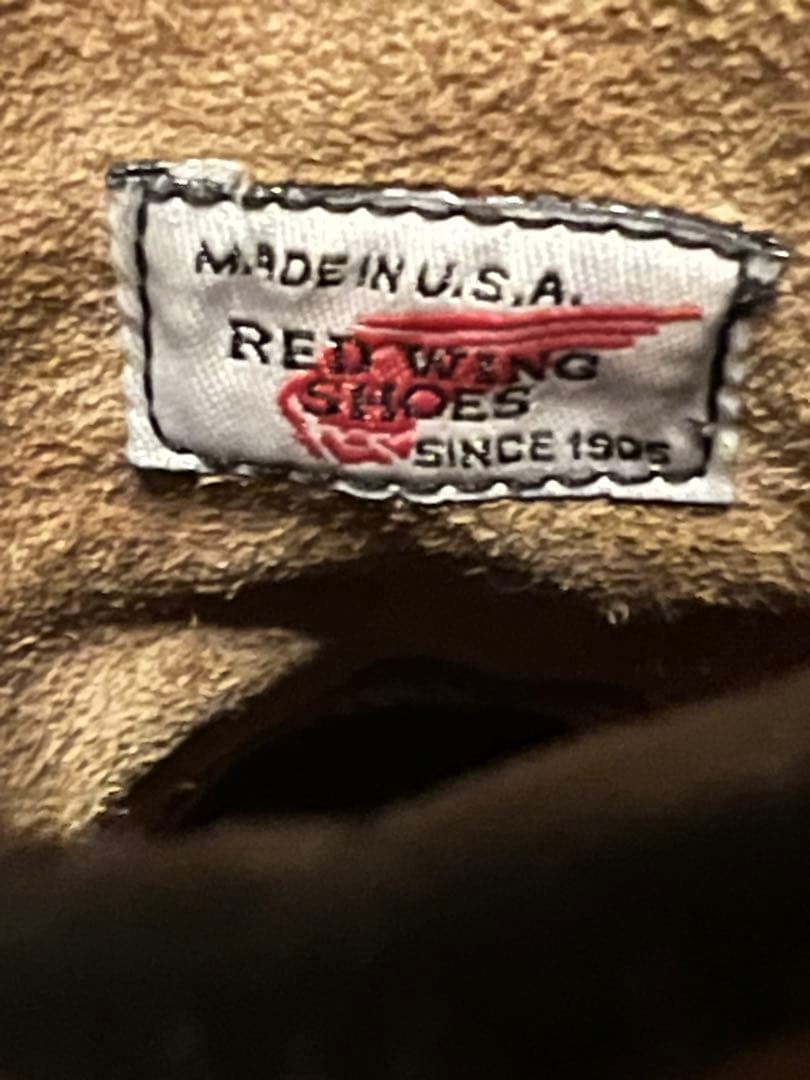 MADE IN U.S.A.
RED WING
SHOES
SINCE 1905